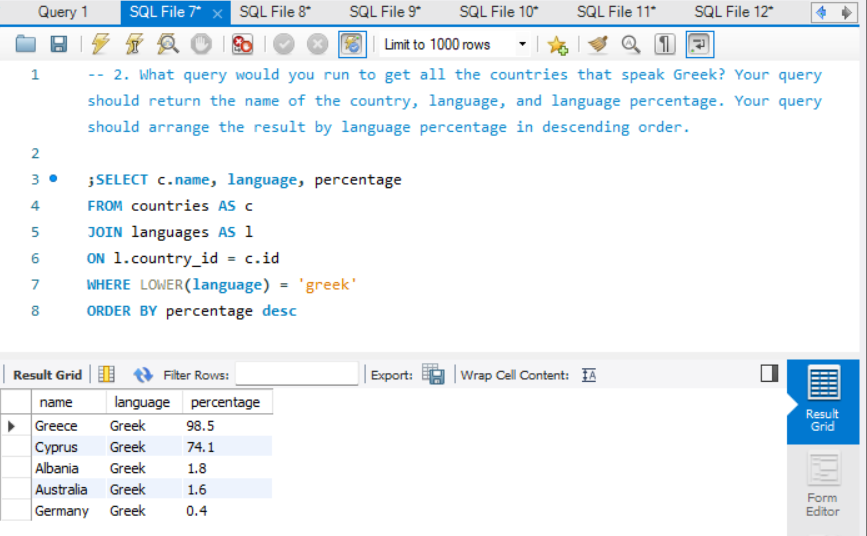 Query 1 SQL File 7* × SQL File 8* SQL File 9* SQL File 10* SQL File 11* SQL File 12*
Limit to 1000 rows
1 -- 2. What query would you run to get all the countries that speak Greek? Your query
should return the name of the country, language, and language percentage. Your query
should arrange the result by language percentage in descending order.
2
3 ;SELECT c.name, language, percentage
4 FROM countries AS c
5 JOIN languages AS l
6 ON l.country_id = c.id
7 WHERE LOWER(language) = 'greek'
8 ORDER BY percentage desc
Result Grid Filter Rows: Export: Wrap Cell Content: IA
name language percentage
Greece Greek 98.5
Cyprus Greek 74.1
Albania Greek 1.8
Australia Greek 1.6
Germany Greek 0.4
Result
Grid
Form
Editor